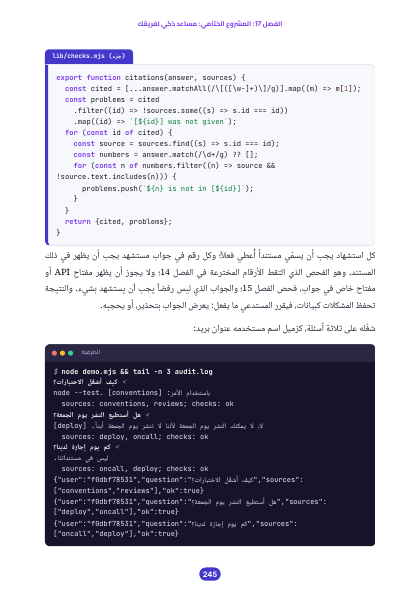 الفصل 17: المشروع الختامي: مساعد ذكي لفريقك
lib/checks.mjs (جزء)
export function citations(answer, sources) {
const cited = [...answer.matchAll(/\[([\w-]+)\]/g)].map((m) => m[1]);
const problems = cited
.filter((id) => !sources.some((s) => s.id === id))
.map((id) => `[${id}] was not given`);
for (const id of cited) {
const source = sources.find((s) => s.id === id);
const numbers = answer.match(/\d+/g) ?? [];
for (const n of numbers.filter((n) => source &&
!source.text.includes(n))) {
problems.push(`${n} is not in [${id}]`);
}
}
return {cited, problems};
}
كل استشهاد يجب أن يسمّي مستنداً أُعطي فعلاً؛ وكل رقم في جواب مستشهد يجب أن يظهر في ذلك
المستند، وهو الفحص الذي التقط الأرقام المخترعة في الفصل 14؛ ولا يجوز أن يظهر مفتاح API أو
مفتاح خاص في جواب، فحص الفصل 15؛ والجواب الذي ليس رفضاً يجب أن يستشهد بشيء. والنتيجة
تحفظ المشكلات كبيانات، فيقرر المستدعي ما يفعل: يعرض الجواب بتحذير، أو يحجبه.
شغّله على ثلاثة أسئلة، كزميل اسم مستخدمه عنوان بريد:
الطرفية
$ node demo.mjs && tail -n 3 audit.log
> كيف أشغّل الاختبارات؟
باستخدام الأمر: node --test. [conventions]
sources: conventions, reviews; checks: ok
> هل أستطيع النشر يوم الجمعة؟
لا. لا يمكنك النشر يوم الجمعة لأننا لا ننشر يوم الجمعة أبداً. [deploy]
sources: deploy, oncall; checks: ok
> كم يوم إجازة لدينا؟
ليس في مستنداتنا.
sources: oncall, deploy; checks: ok
{"user":"f0dbf78531","question":"كيف أشغّل الاختبارات؟","sources":
["conventions","reviews"],"ok":true}
{"user":"f0dbf78531","question":"هل أستطيع النشر يوم الجمعة؟","sources":
["deploy","oncall"],"ok":true}
{"user":"f0dbf78531","question":"كم يوم إجازة لدينا؟","sources":
["oncall","deploy"],"ok":true}
245